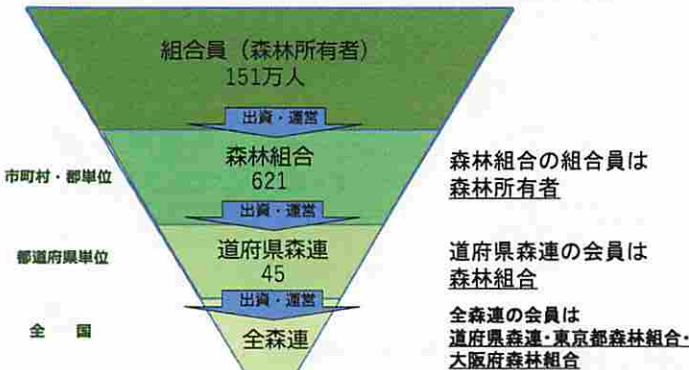 組合員（森林所有者）
151万人
出資・運営
市町村・郡単位
森林組合
621
森林組合の組合員は
森林所有者
出資・運営
都道府県単位
道府県森連
45
道府県森連の会員は
森林組合
出資・運営
全　国
全森連
全森連の会員は
道府県森連・東京都森林組合・
大阪府森林組合